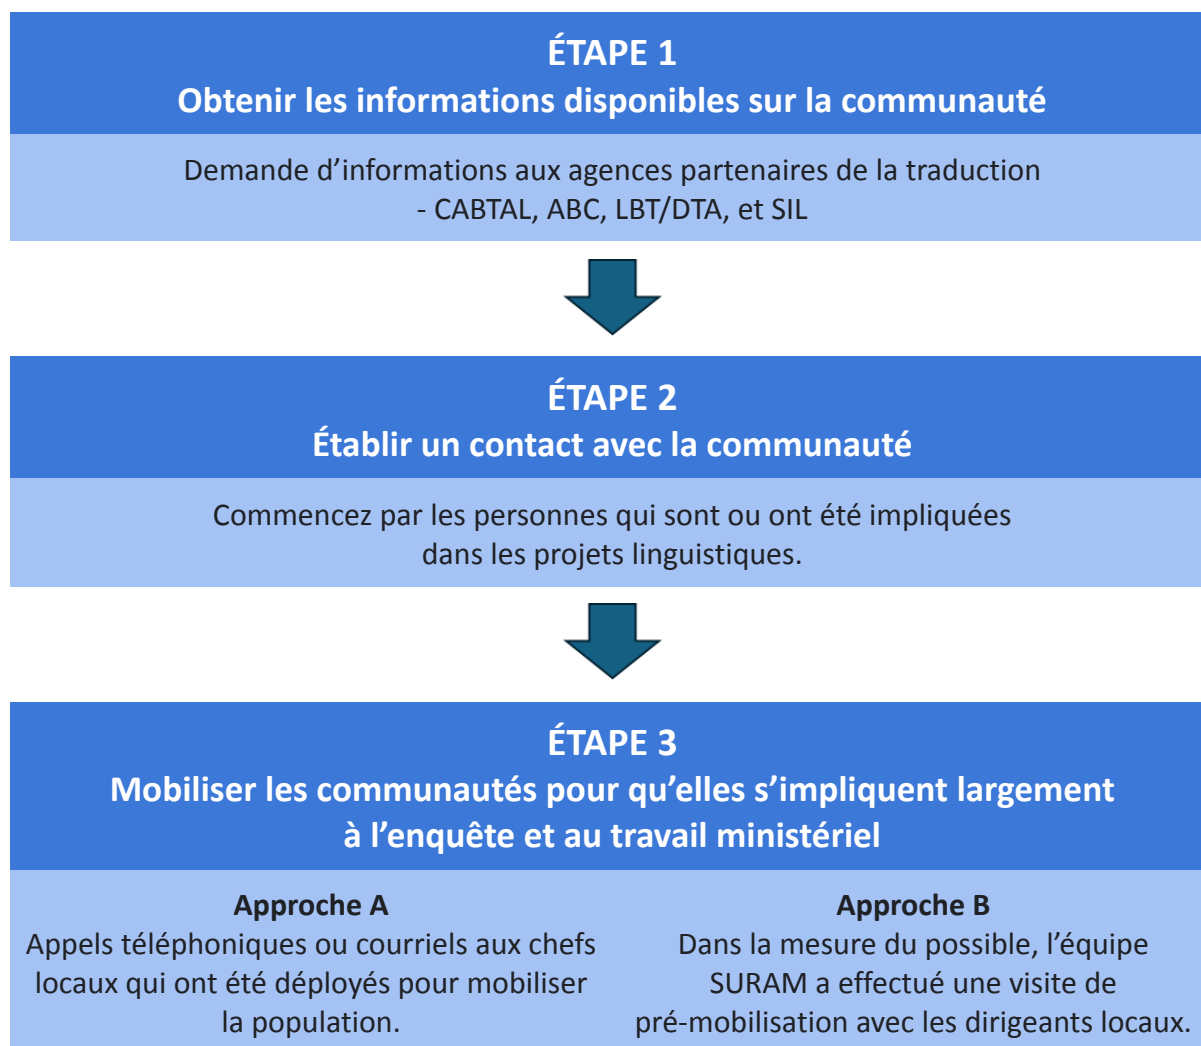 ÉTAPE 1
Obtenir les informations disponibles sur la communauté
Demande d’informations aux agences partenaires de la traduction
- CABTAL, ABC, LBT/DTA, et SIL
ÉTAPE 2
Établir un contact avec la communauté
Commencez par les personnes qui sont ou ont été impliquées
dans les projets linguistiques.
ÉTAPE 3
Mobiliser les communautés pour qu’elles s’impliquent largement
à l’enquête et au travail ministériel
Approche A
Appels téléphoniques ou courriels aux chefs
locaux qui ont été déployés pour mobiliser
la population.
Approche B
Dans la mesure du possible, l’équipe
SURAM a effectué une visite de
pré-mobilisation avec les dirigeants locaux.